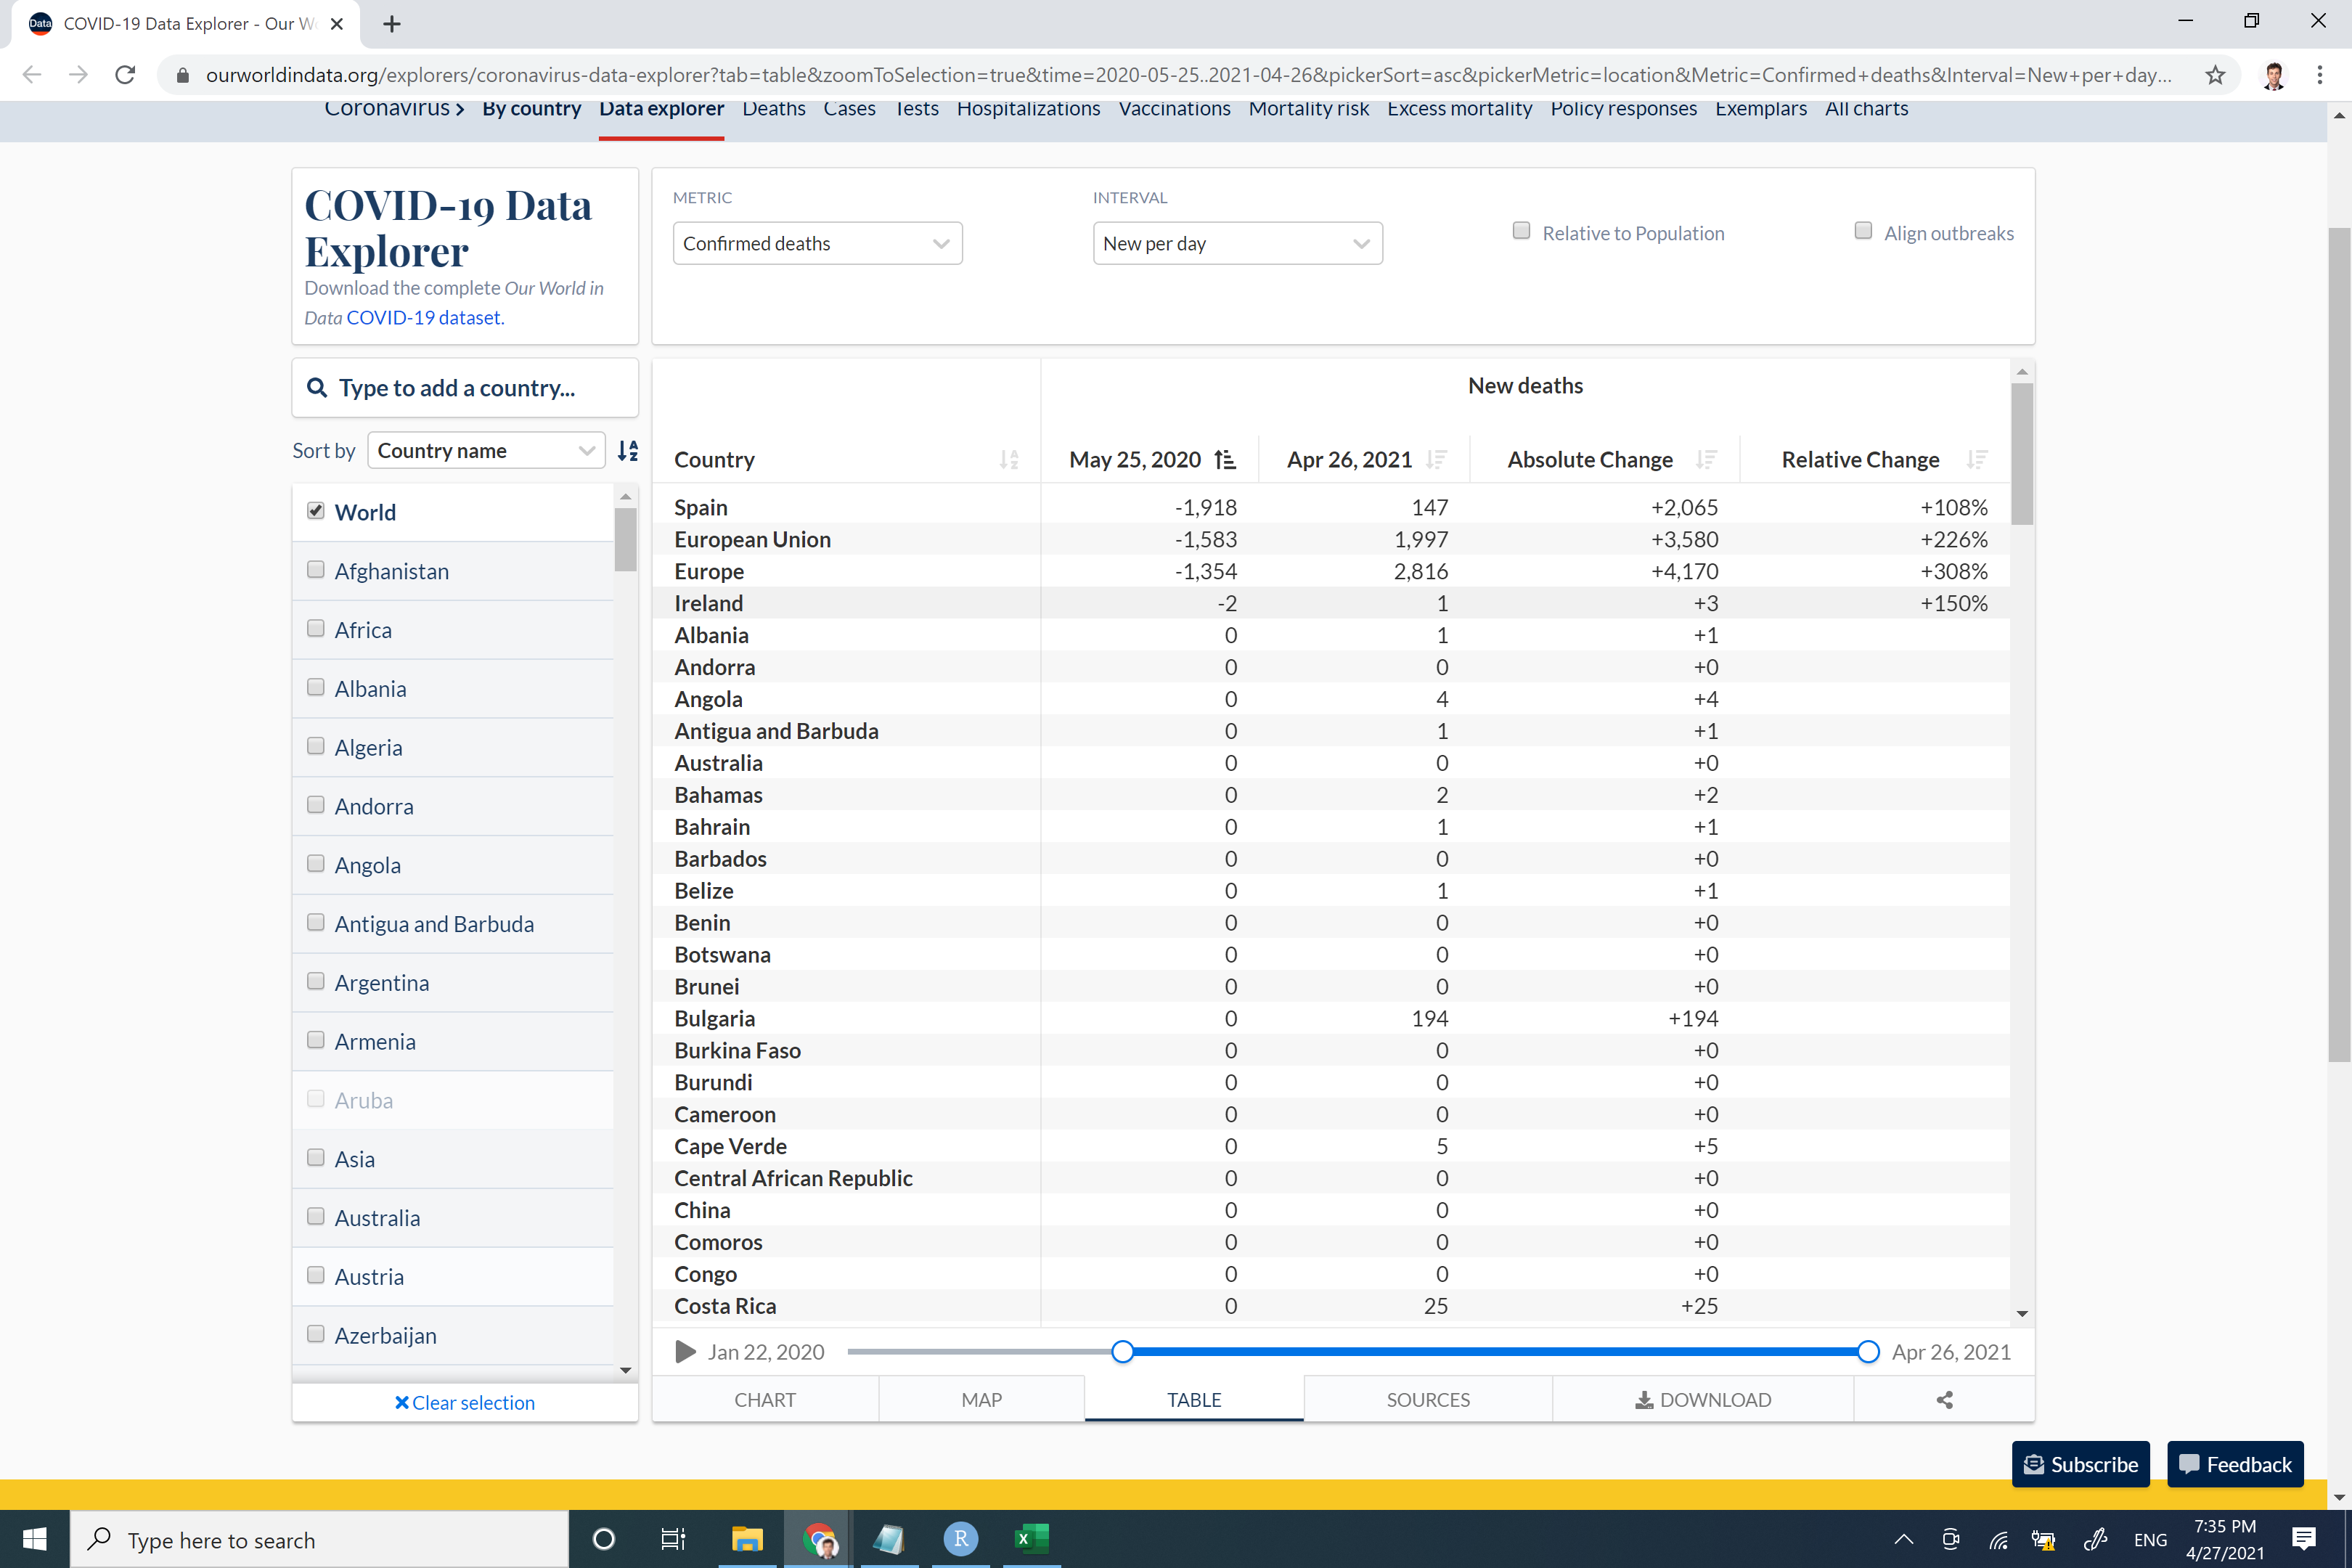 COVID-19 Data Explorer - Our W
ourworldindata.org/explorers/coronavirus-data-explorer?tab=table&zoomToSelection=true&time=2020-05-25..2021-04-26&pickerSort=asc&pickerMetric=location&Metric=Confirmed+deaths&Interval=New+per+day...
Coronavirus > By country Data explorer Deaths Cases Tests Hospitalizations Vaccinations Mortality risk Excess mortality Policy responses Exemplars All charts
COVID-19 Data
Explorer
Download the complete Our World in
Data COVID-19 dataset.
METRIC
Confirmed deaths
INTERVAL
New per day
Relative to Population
Align outbreaks
Type to add a country...
Sort by Country name
World
Afghanistan
Africa
Albania
Algeria
Andorra
Angola
Antigua and Barbuda
Argentina
Armenia
Aruba
Asia
Australia
Austria
Azerbaijan
Clear selection
New deaths
Country May 25, 2020 Apr 26, 2021 Absolute Change Relative Change
Spain -1,918 147 +2,065 +108%
European Union -1,583 1,997 +3,580 +226%
Europe -1,354 2,816 +4,170 +308%
Ireland -2 1 +3 +150%
Albania 0 1 +1
Andorra 0 0 +0
Angola 0 4 +4
Antigua and Barbuda 0 1 +1
Australia 0 0 +0
Bahamas 0 2 +2
Bahrain 0 1 +1
Barbados 0 0 +0
Belize 0 1 +1
Benin 0 0 +0
Botswana 0 0 +0
Brunei 0 0 +0
Bulgaria 0 194 +194
Burkina Faso 0 0 +0
Burundi 0 0 +0
Cameroon 0 0 +0
Cape Verde 0 5 +5
Central African Republic 0 0 +0
China 0 0 +0
Comoros 0 0 +0
Congo 0 0 +0
Costa Rica 0 25 +25
Jan 22, 2020 Apr 26, 2021
CHART MAP TABLE SOURCES DOWNLOAD
Subscribe Feedback
Type here to search
ENG
7:35 PM
4/27/2021